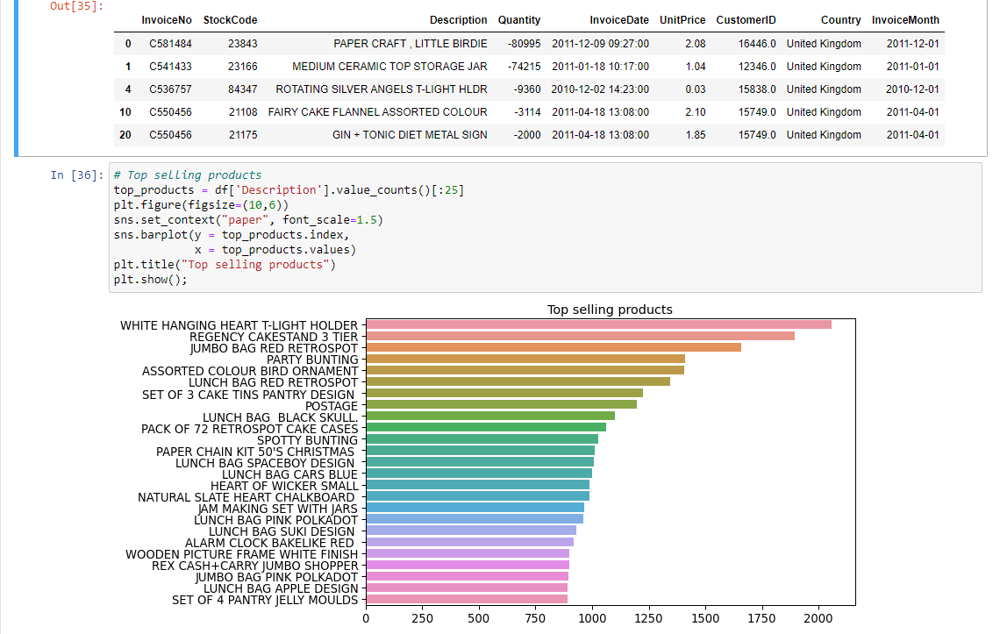 Out[35]:
InvoiceNo StockCode Description Quantity InvoiceDate UnitPrice CustomerID Country InvoiceMonth
0 C581484 23843 PAPER CRAFT , LITTLE BIRDIE -80995 2011-12-09 09:27:00 2.08 16446.0 United Kingdom 2011-12-01
1 C541433 23166 MEDIUM CERAMIC TOP STORAGE JAR -74215 2011-01-18 10:17:00 1.04 12346.0 United Kingdom 2011-01-01
4 C536757 84347 ROTATING SILVER ANGELS T-LIGHT HLDR -9360 2010-12-02 14:23:00 0.03 15838.0 United Kingdom 2010-12-01
10 C550456 21108 FAIRY CAKE FLANNEL ASSORTED COLOUR -3114 2011-04-18 13:08:00 2.10 15749.0 United Kingdom 2011-04-01
20 C550456 21175 GIN + TONIC DIET METAL SIGN -2000 2011-04-18 13:08:00 1.85 15749.0 United Kingdom 2011-04-01
In [36]: # Top selling products
top_products = df['Description'].value_counts()[:25]
plt.figure(figsize=(10,6))
sns.set_context("paper", font_scale=1.5)
sns.barplot(y = top_products.index,
x = top_products.values)
plt.title("Top selling products")
plt.show();
Top selling products
WHITE HANGING HEART T-LIGHT HOLDER
REGENCY CAKESTAND 3 TIER
JUMBO BAG RED RETROSPOT
PARTY BUNTING
ASSORTED COLOUR BIRD ORNAMENT
LUNCH BAG RED RETROSPOT
SET OF 3 CAKE TINS PANTRY DESIGN
POSTAGE
LUNCH BAG  BLACK SKULL.
PACK OF 72 RETROSPOT CAKE CASES
SPOTTY BUNTING
PAPER CHAIN KIT 50'S CHRISTMAS
LUNCH BAG SPACEBOY DESIGN
LUNCH BAG CARS BLUE
HEART OF WICKER SMALL
NATURAL SLATE HEART CHALKBOARD
JAM MAKING SET WITH JARS
LUNCH BAG PINK POLKADOT
LUNCH BAG SUKI DESIGN
ALARM CLOCK BAKELIKE RED
WOODEN PICTURE FRAME WHITE FINISH
REX CASH+CARRY JUMBO SHOPPER
JUMBO BAG PINK POLKADOT
LUNCH BAG APPLE DESIGN
SET OF 4 PANTRY JELLY MOULDS
0 250 500 750 1000 1250 1500 1750 2000